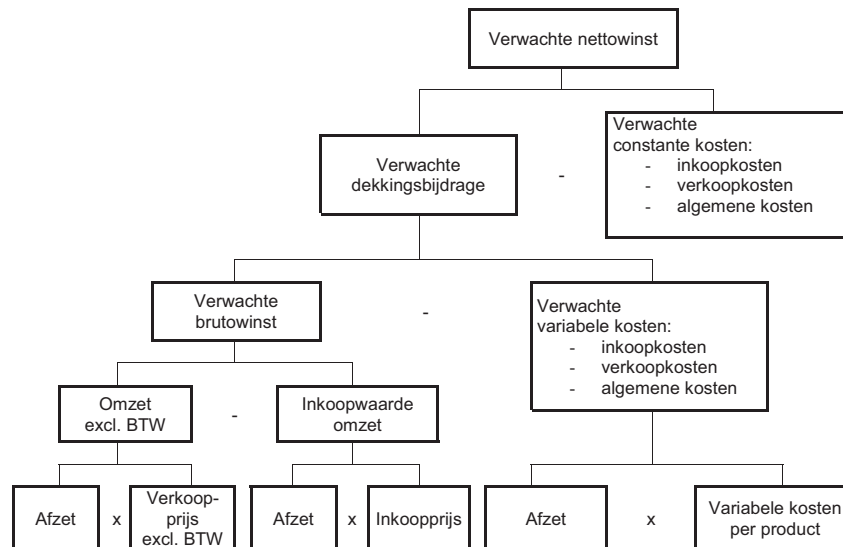 Verwachte nettowinst
Verwachte
dekkingsbijdrage
-
Verwachte
constante kosten:
- inkoopkosten
- verkoopkosten
- algemene kosten
Verwachte
brutowinst
-
Verwachte
variabele kosten:
- inkoopkosten
- verkoopkosten
- algemene kosten
Omzet
excl. BTW
-
Inkoopwaarde
omzet
Afzet
x
Verkoop-
prijs
excl. BTW
Afzet
x
Inkoopprijs
Afzet
x
Variabele kosten
per product